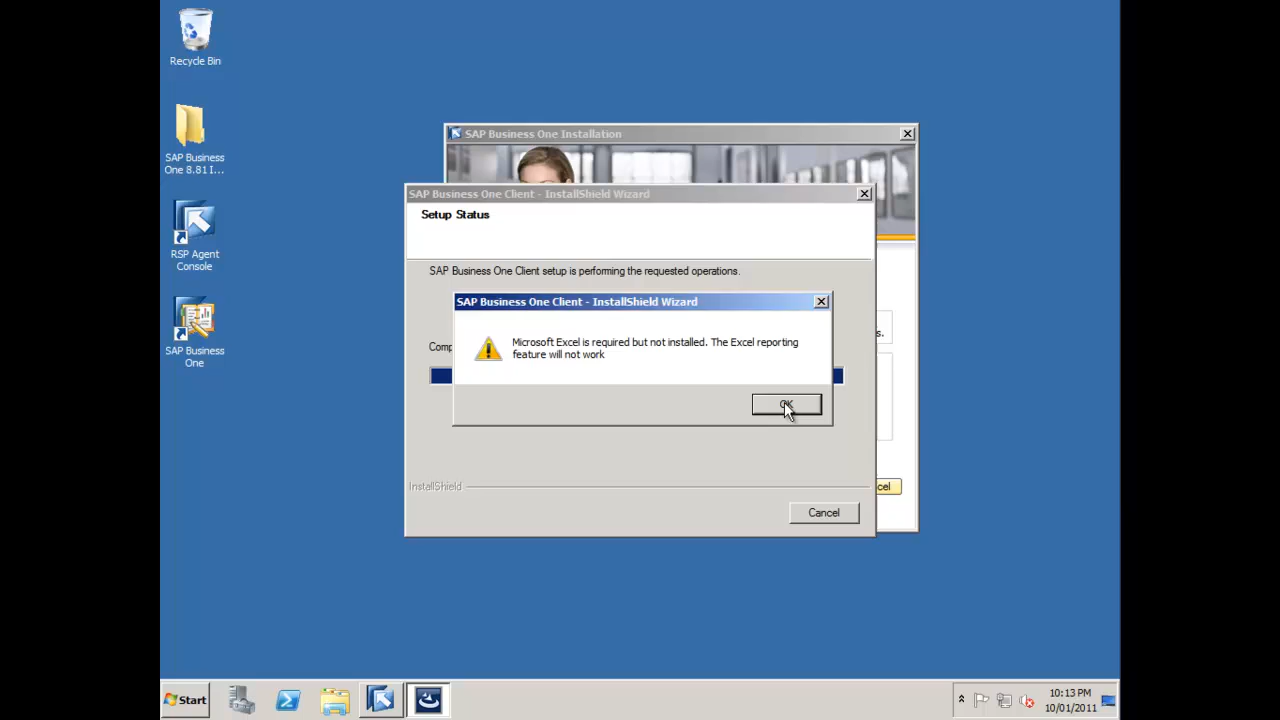 Recycle Bin
SAP Business
One 8.81 I...
RSP Agent
Console
SAP Business
One
SAP Business One Installation
SAP Business One Client - InstallShield Wizard
Setup Status
SAP Business One Client setup is performing the requested operations.
SAP Business One Client - InstallShield Wizard
Microsoft Excel is required but not installed. The Excel reporting
feature will not work
OK
s.
Comp
InstallShield
cel
Cancel
Start
10:13 PM
10/01/2011